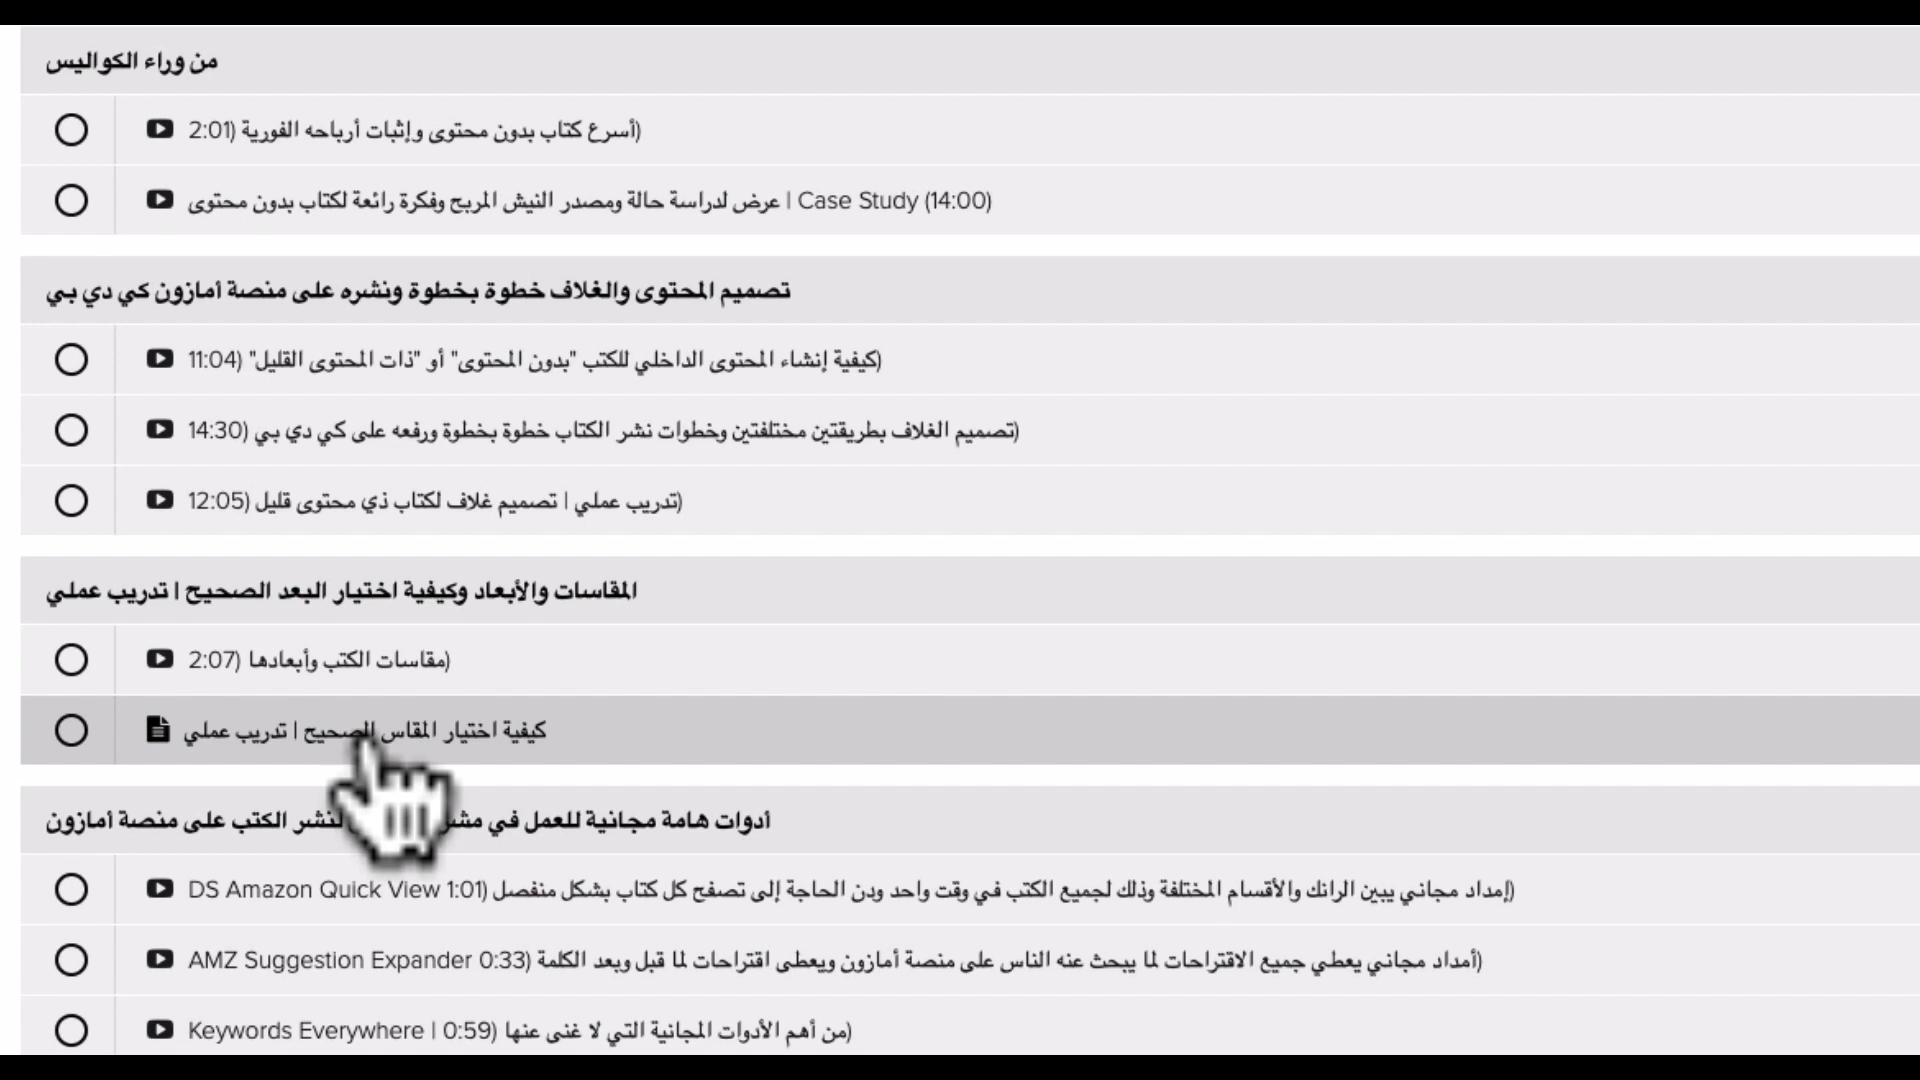 من وراء الكواليس
(أسرع كتاب بدون محتوى وإثبات أرباحه الفورية (2:01
Case Study (14:00) | عرض لدراسة حالة ومصدر النيش المربح وفكرة رائعة لكتاب بدون محتوى
تصميم المحتوى والغلاف خطوة بخطوة ونشره على منصة أمازون كي دي بي
(كيفية إنشاء المحتوى الداخلي للكتب "بدون المحتوى" أو "ذات المحتوى القليل" (11:04
(تصميم الغلاف بطريقتين مختلفتين وخطوات نشر الكتاب خطوة بخطوة ورفعه على كي دي بي (14:30
(تدريب عملي | تصميم غلاف لكتاب ذي محتوى قليل (12:05
المقاسات والأبعاد وكيفية اختيار البعد الصحيح | تدريب عملي
(مقاسات الكتب وأبعادها (2:07
كيفية اختيار المقاس الصحيح | تدريب عملي
أدوات هامة مجانية للعمل في لنشر الكتب على منصة أمازون
(إمداد مجاني يبين الرانك والأقسام المختلفة وذلك لجميع الكتب في وقت واحد ودن الحاجة إلى تصفح كل كتاب بشكل منفصل (DS Amazon Quick View 1:01
(أمداد مجاني يعطي جميع الاقتراحات لما يبحث عنه الناس على منصة أمازون ويعطى اقتراحات لما قبل وبعد الكلمة (AMZ Suggestion Expander 0:33
(من أهم الأدوات المجانية التي لا غنى عنها (Keywords Everywhere | 0:59